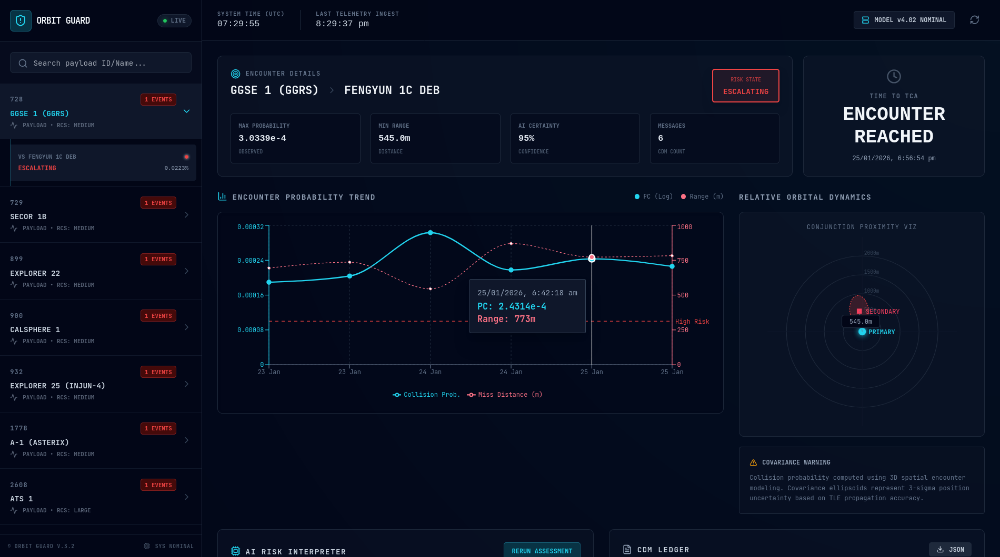 ORBIT GUARD
LIVE
Search payload ID/Name...
728
1 EVENTS
GGSE 1 (GGRS)
PAYLOAD • RCS: MEDIUM
VS FENGYUN 1C DEB
ESCALATING
0.0223%
729
1 EVENTS
SECOR 1B
PAYLOAD • RCS: MEDIUM
899
1 EVENTS
EXPLORER 22
PAYLOAD • RCS: MEDIUM
900
1 EVENTS
CALSPHERE 1
PAYLOAD • RCS: MEDIUM
932
1 EVENTS
EXPLORER 25 (INJUN-4)
PAYLOAD • RCS: MEDIUM
1778
1 EVENTS
A-1 (ASTERIX)
PAYLOAD • RCS: MEDIUM
2608
1 EVENTS
ATS 1
PAYLOAD • RCS: LARGE
© ORBIT GUARD V.3.2
SYS NOMINAL
SYSTEM TIME (UTC)
07:29:55
LAST TELEMETRY INGEST
8:29:37 pm
MODEL v4.02 NOMINAL
ENCOUNTER DETAILS
GGSE 1 (GGRS)
FENGYUN 1C DEB
RISK STATE
ESCALATING
MAX PROBABILITY
3.0339e-4
OBSERVED
MIN RANGE
545.0m
DISTANCE
AI CERTAINTY
95%
CONFIDENCE
MESSAGES
6
CDM COUNT
TIME TO TCA
ENCOUNTER
REACHED
25/01/2026, 6:56:54 pm
ENCOUNTER PROBABILITY TREND
PC (Log)
Range (m)
0.00032
0.00024
0.00016
0.00008
0
1000
750
500
High Risk
250
0
25/01/2026, 6:42:18 am
PC: 2.4314e-4
Range: 773m
23 Jan
23 Jan
24 Jan
24 Jan
25 Jan
25 Jan
Collision Prob.
Miss Distance (m)
RELATIVE ORBITAL DYNAMICS
CONJUNCTION PROXIMITY VIZ
2000m
1500m
1000m
SECONDARY
545.0m
PRIMARY
COVARIANCE WARNING
Collision probability computed using 3D spatial encounter
modeling. Covariance ellipsoids represent 3-sigma position
uncertainty based on TLE propagation accuracy.
AI RISK INTERPRETER
RERUN ASSESSMENT
CDM LEDGER
JSON